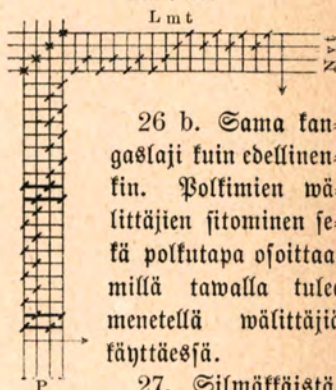 L m t
N v t
26 b. Sama kan-
gaslaji kuin edellinen-
kin. Polkimien wä-
littäjien sitominen se-
kä polkutapa osoittaa
millä tawalla tulee
menetellä wälittäjiä
käyttäessä.
P
27. Silmäkkäistä